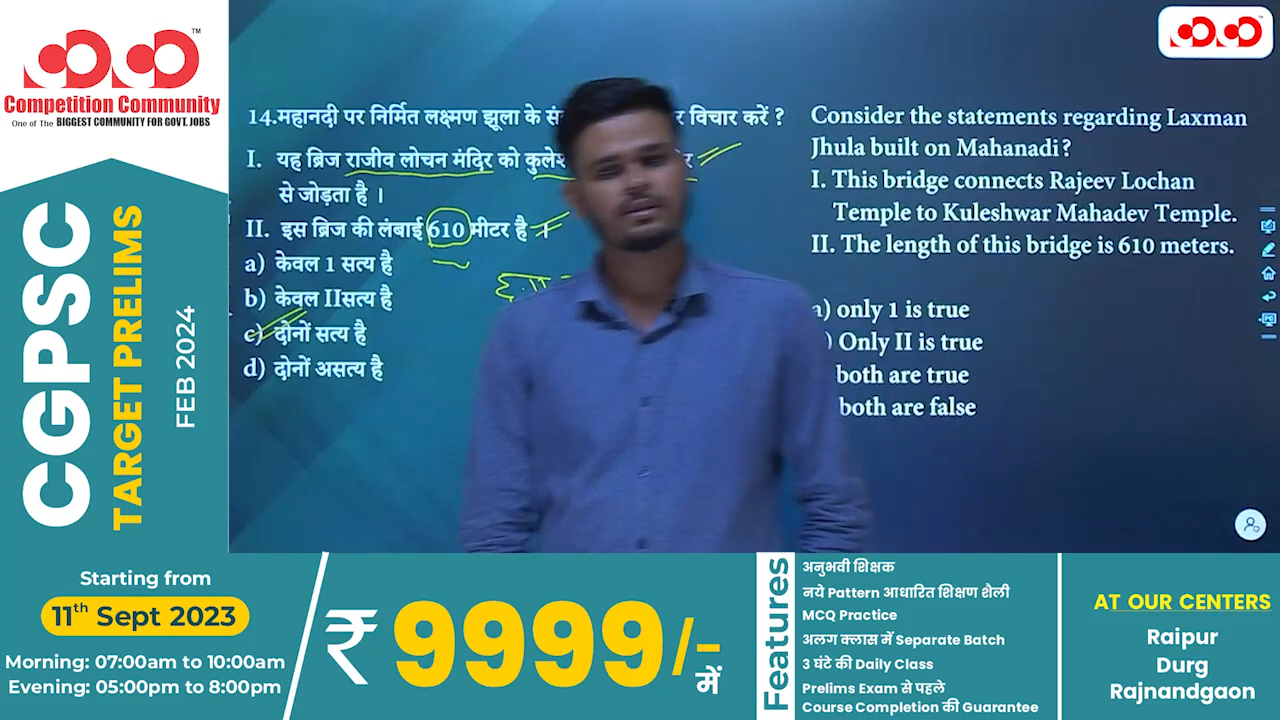 TM
Competition Community
One of The BIGGEST COMMUNITY FOR GOVT. JOBS
CGPSC
TARGET PRELIMS
FEB 2024
14.महानदी पर निर्मित लक्ष्मण झूला के विचार करें ?
I. यह ब्रिज राजीव लोचन मंदिर को
से जोड़ता है ।
II. इस ब्रिज की लंबाई 610 मीटर है ।
a) केवल 1 सत्य है
b) केवल IIसत्य है
c) दोनों सत्य है
d) दोनों असत्य है
Consider the statements regarding Laxman
Jhula built on Mahanadi?
I. This bridge connects Rajeev Lochan
Temple to Kuleshwar Mahadev Temple.
II. The length of this bridge is 610 meters.
a) only 1 is true
) Only II is true
both are true
both are false
Starting from
11th Sept 2023
Morning: 07:00am to 10:00am
Evening: 05:00pm to 8:00pm
₹ 9999/- में
Features
अनुभवी शिक्षक
नये Pattern आधारित शिक्षण शैली
MCQ Practice
अलग क्लास में Separate Batch
3 घंटे की Daily Class
Prelims Exam से पहले
Course Completion की Guarantee
AT OUR CENTERS
Raipur
Durg
Rajnandgaon